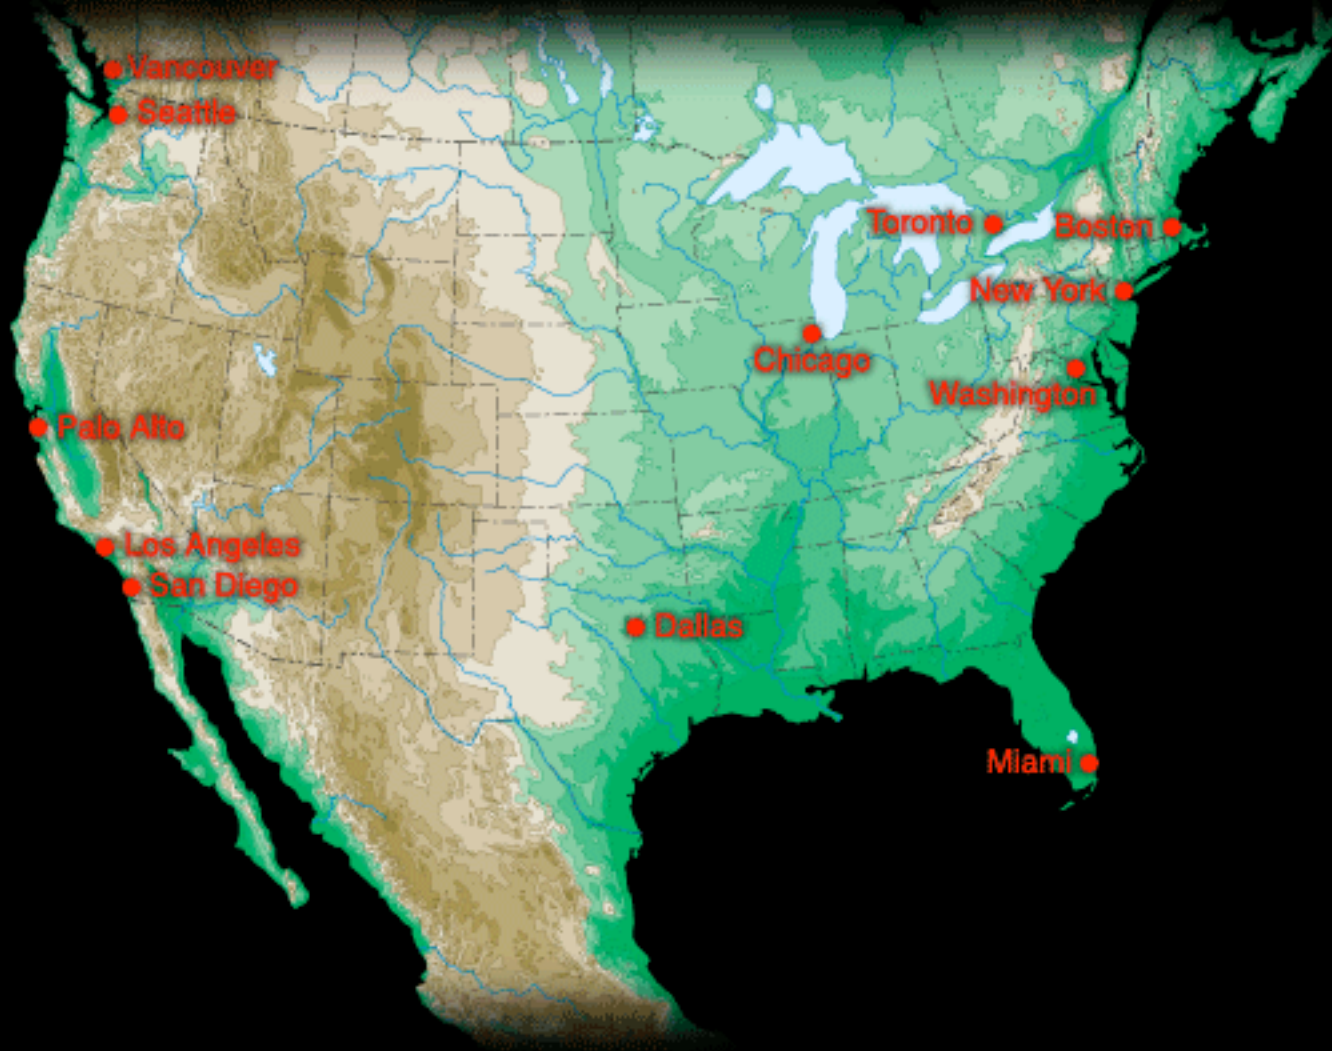 Vancouver
Seattle
Toronto
Boston
New York
Chicago
Washington
Palo Alto
Los Angeles
San Diego
Dallas
Miami